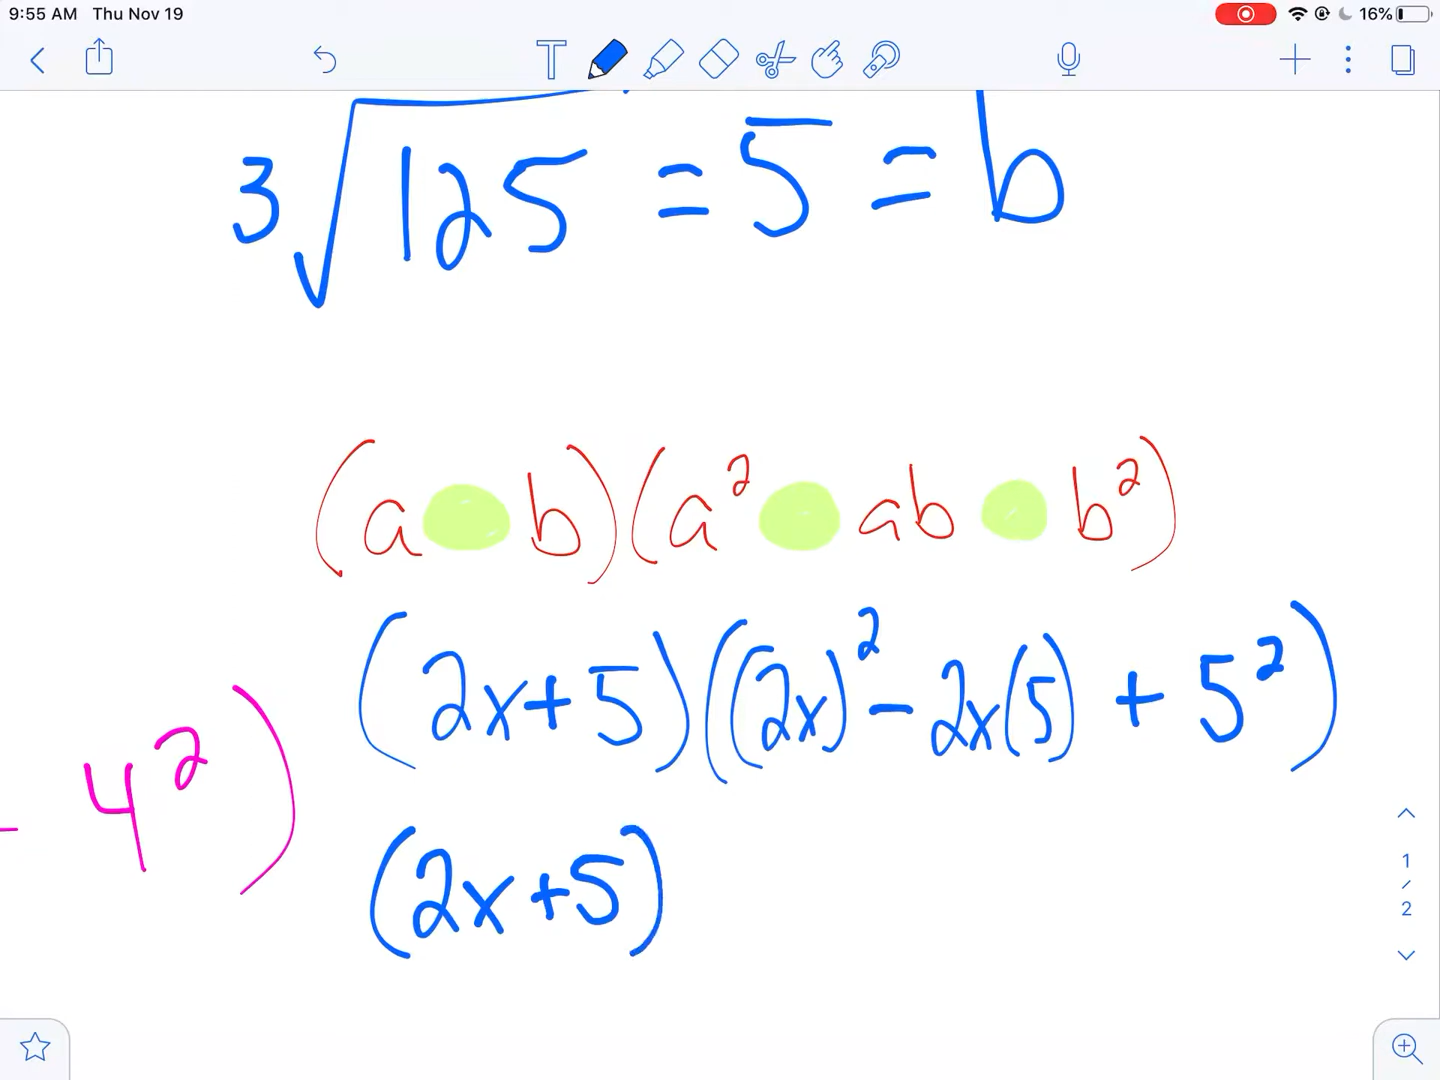 9:55 AM Thu Nov 19 16%
T
∛125 = 5 = b
(a b)(a² ab b²)
(2x+5)((2x)² - 2x(5) + 5²)
- 4²)
(2x+5)
1
/
2